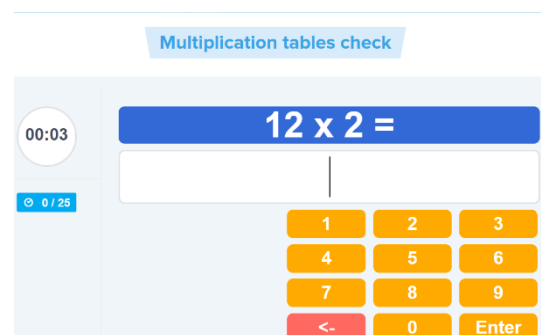 Multiplication tables check
00:03
12 x 2 =
0 / 25
1 2 3
4 5 6
7 8 9
<- 0 Enter